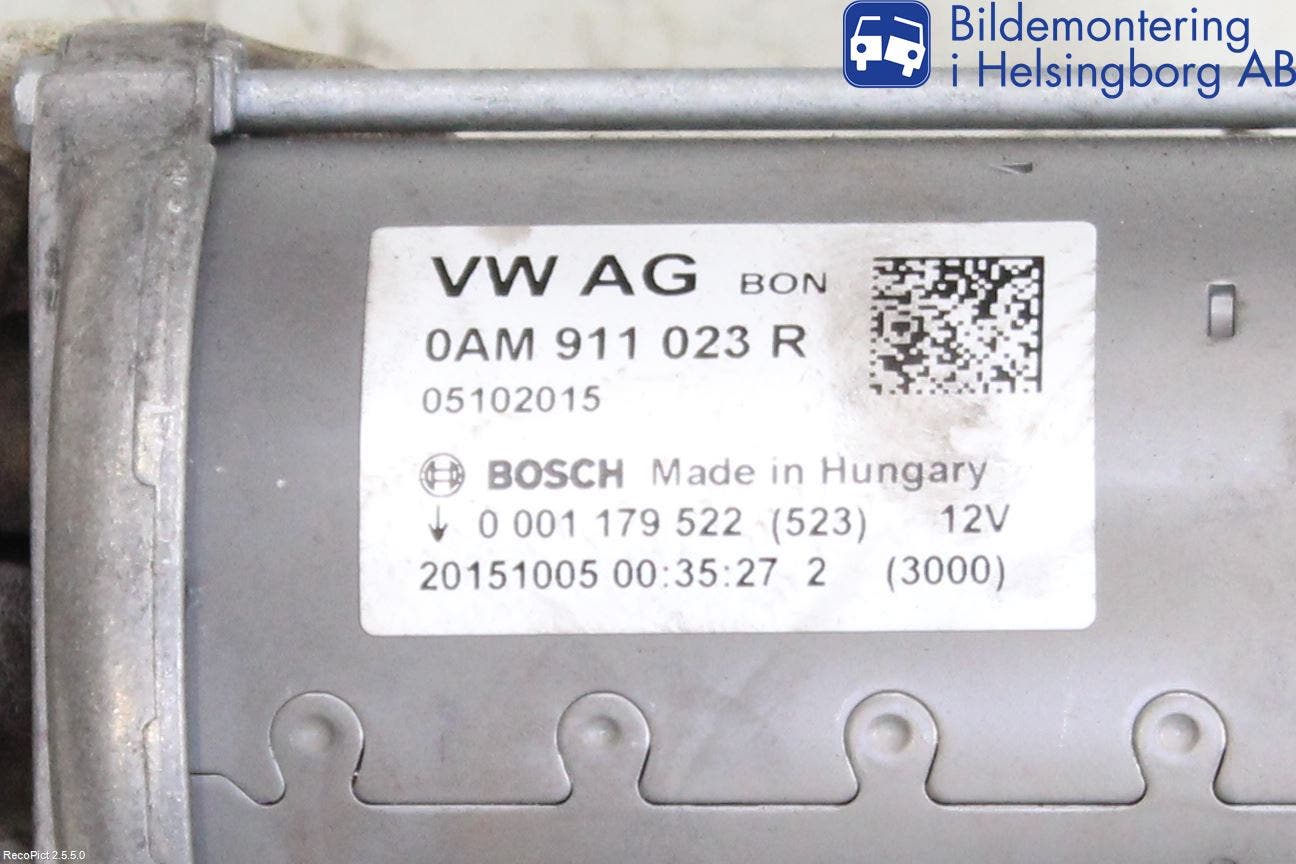 Bildemontering
i Helsingborg AB
VW AG BON
0AM 911 023 R
05102015
BOSCH Made in Hungary
0 001 179 522 (523) 12V
20151005 00:35:27 2 (3000)
RecoPict 2.5.5.0